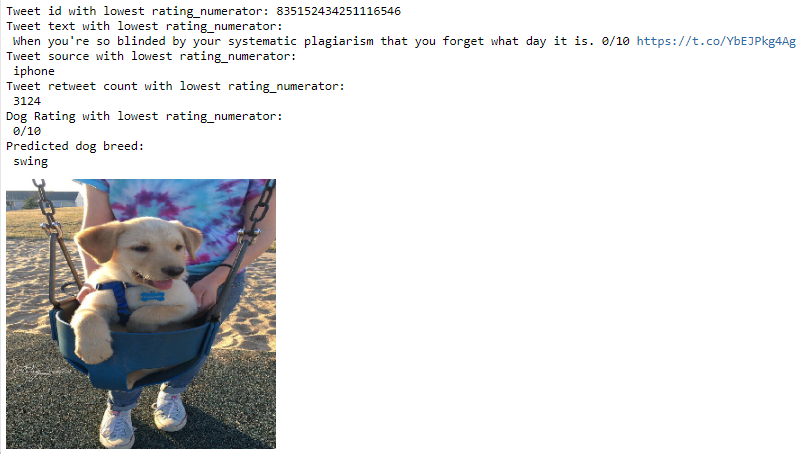 Tweet id with lowest rating_numerator: 835152434251116546
Tweet text with lowest rating_numerator:
When you're so blinded by your systematic plagiarism that you forget what day it is. 0/10 https://t.co/YbEJPkg4Ag
Tweet source with lowest rating_numerator:
iphone
Tweet retweet count with lowest rating_numerator:
3124
Dog Rating with lowest rating_numerator:
0/10
Predicted dog breed:
swing